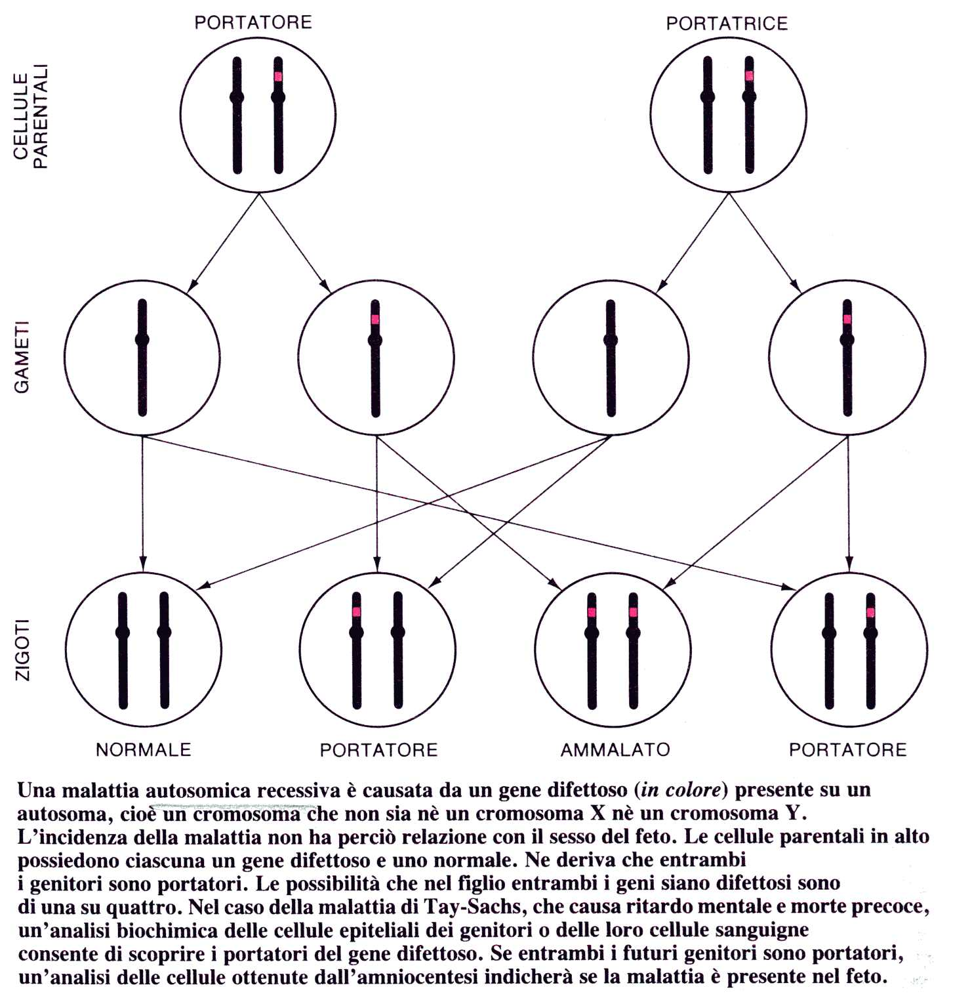 PORTATORE
PORTATRICE
CELLULE
PARENTALI
GAMETI
ZIGOTI
NORMALE
PORTATORE
AMMALATO
PORTATORE
Una malattia autosomica recessiva è causata da un gene difettoso (in colore) presente su un
autosoma, cioè un cromosoma che non sia nè un cromosoma X nè un cromosoma Y.
L'incidenza della malattia non ha perciò relazione con il sesso del feto. Le cellule parentali in alto
possiedono ciascuna un gene difettoso e uno normale. Ne deriva che entrambi
i genitori sono portatori. Le possibilità che nel figlio entrambi i geni siano difettosi sono
di una su quattro. Nel caso della malattia di Tay-Sachs, che causa ritardo mentale e morte precoce,
un'analisi biochimica delle cellule epiteliali dei genitori o delle loro cellule sanguigne
consente di scoprire i portatori del gene difettoso. Se entrambi i futuri genitori sono portatori,
un'analisi delle cellule ottenute dall'amniocentesi indicherà se la malattia è presente nel feto.